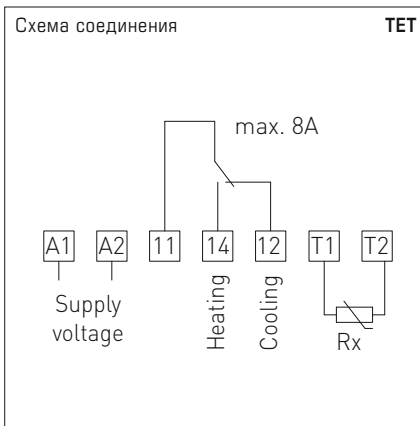 Схема соединения TET
max. 8A
A1 A2 11 14 12 T1 T2
Supply
voltage
Heating
Cooling
Rx